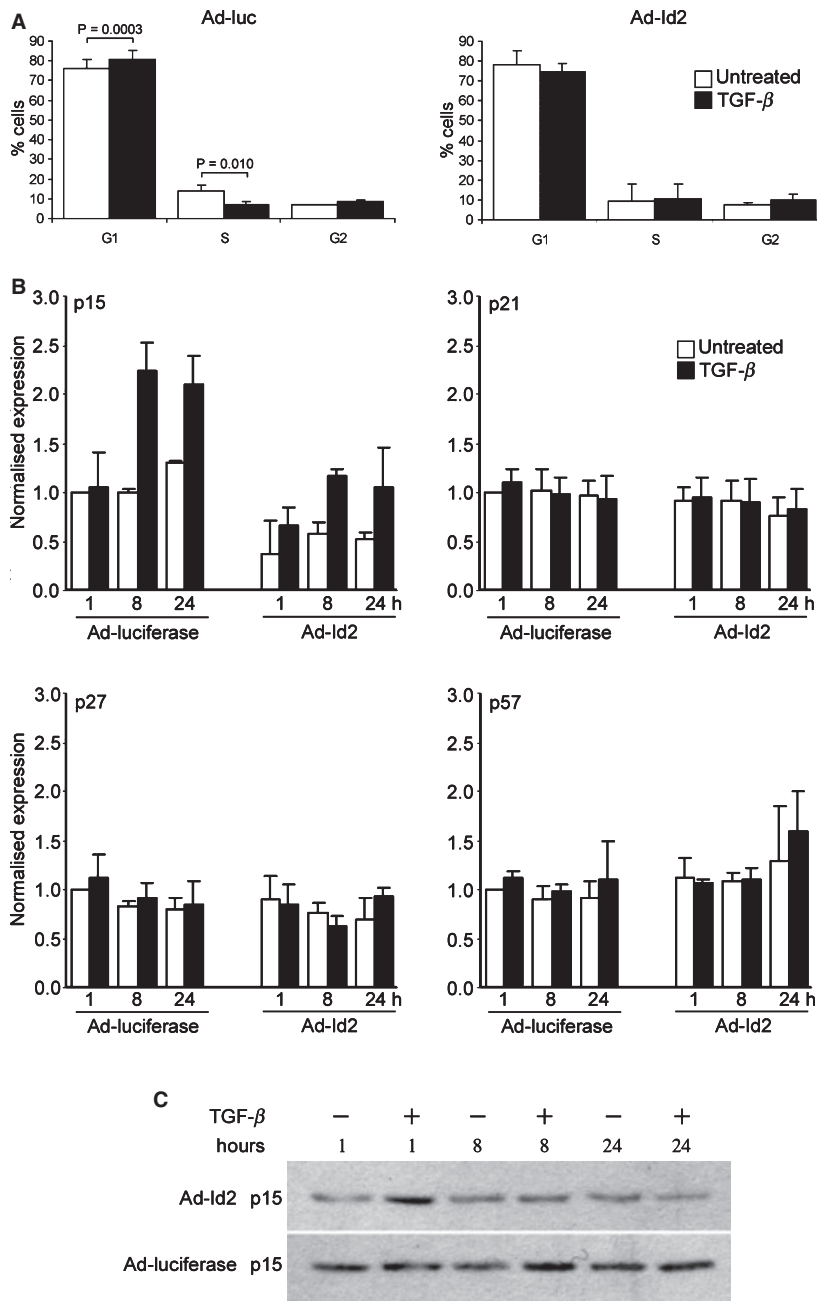 A
Ad-luc
Ad-Id2
P = 0.0003
P = 0.010
% cells
90
80
70
60
50
40
30
20
10
0
G1 S G2
% cells
90
80
70
60
50
40
30
20
10
0
G1 S G2
Untreated
TGF-β
B
p15
Normalised expression
3.0
2.5
2.0
1.5
1.0
0.5
0.0
1 8 24 1 8 24 h
Ad-luciferase Ad-Id2
p21
3.0
2.5
2.0
1.5
1.0
0.5
0.0
Untreated
TGF-β
1 8 24 1 8 24 h
Ad-luciferase Ad-Id2
p27
Normalised expression
3.0
2.5
2.0
1.5
1.0
0.5
0.0
1 8 24 1 8 24 h
Ad-luciferase Ad-Id2
p57
3.0
2.5
2.0
1.5
1.0
0.5
0.0
1 8 24 1 8 24 h
Ad-luciferase Ad-Id2
C
TGF-β − + − + − +
hours 1 1 8 8 24 24
Ad-Id2 p15
Ad-luciferase p15